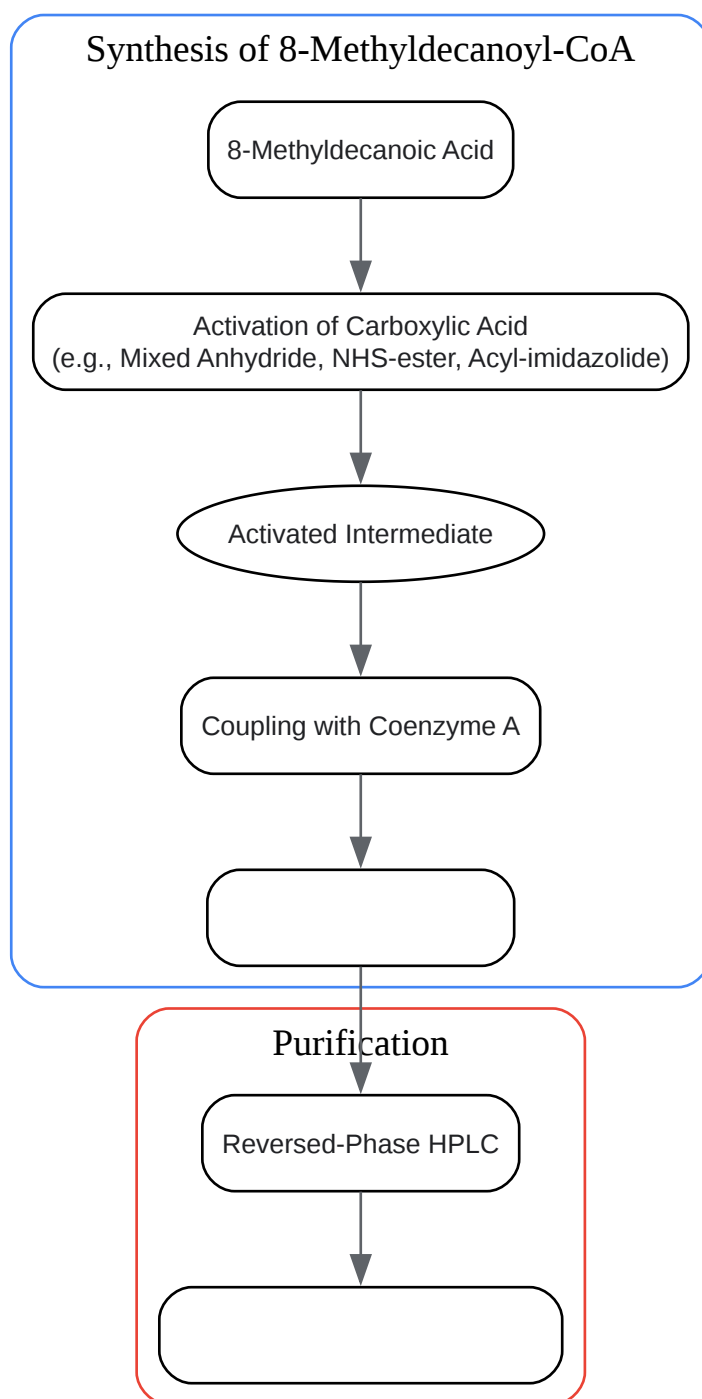 Synthesis of 8-Methyldecanoyl-CoA
8-Methyldecanoic Acid
Activation of Carboxylic Acid
(e.g., Mixed Anhydride, NHS-ester, Acyl-imidazolide)
Activated Intermediate
Coupling with Coenzyme A
Purification
Reversed-Phase HPLC